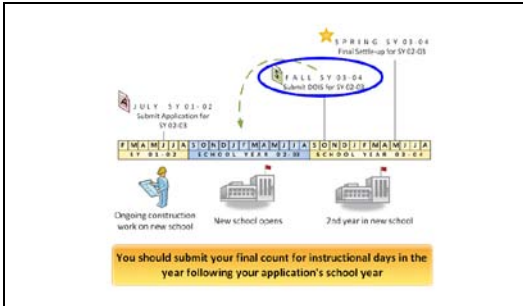 SPRING SY 03-04
Final Settle-up for SY 02-03
FALL SY 03-04
Submit DOIS for SY 02-03
A JULY SY 01-02
Submit Application for
SY 02-03
F M A M J J A S O N D J F M A M J J A S O N D J F M A M J J A
SY 01-02 SCHOOL YEAR 02-03 SCHOOL YEAR 03-04
Ongoing construction
work on new school
New school opens
2nd year in new school
You should submit your final count for instructional days in the
year following your application's school year